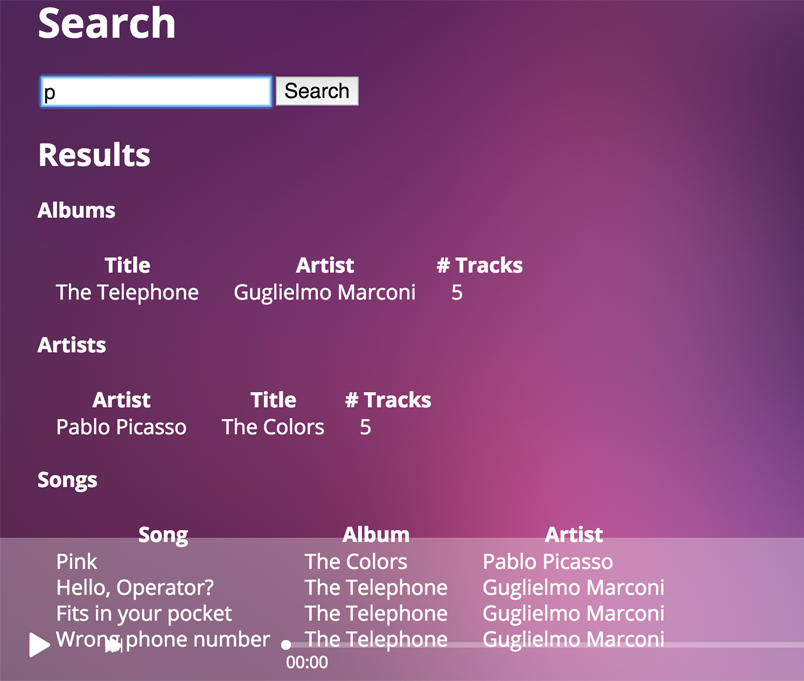 Search
p Search
Results
Albums
Title Artist # Tracks
The Telephone Guglielmo Marconi 5
Artists
Artist Title # Tracks
Pablo Picasso The Colors 5
Songs
Song Album Artist
Pink The Colors Pablo Picasso
Hello, Operator? The Telephone Guglielmo Marconi
Fits in your pocket The Telephone Guglielmo Marconi
Wrong phone number The Telephone Guglielmo Marconi
00:00